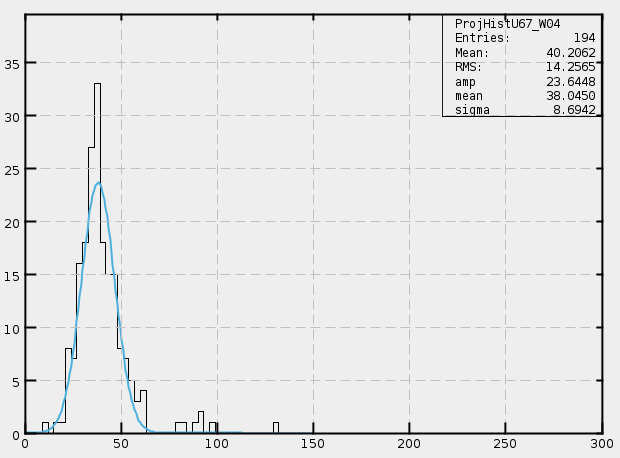 ProjHistU67_W04
Entries: 194
Mean: 40.2062
RMS: 14.2565
amp 23.6448
mean 38.0450
sigma 8.6942
35
30
25
20
15
10
5
0
0 50 100 150 200 250 300